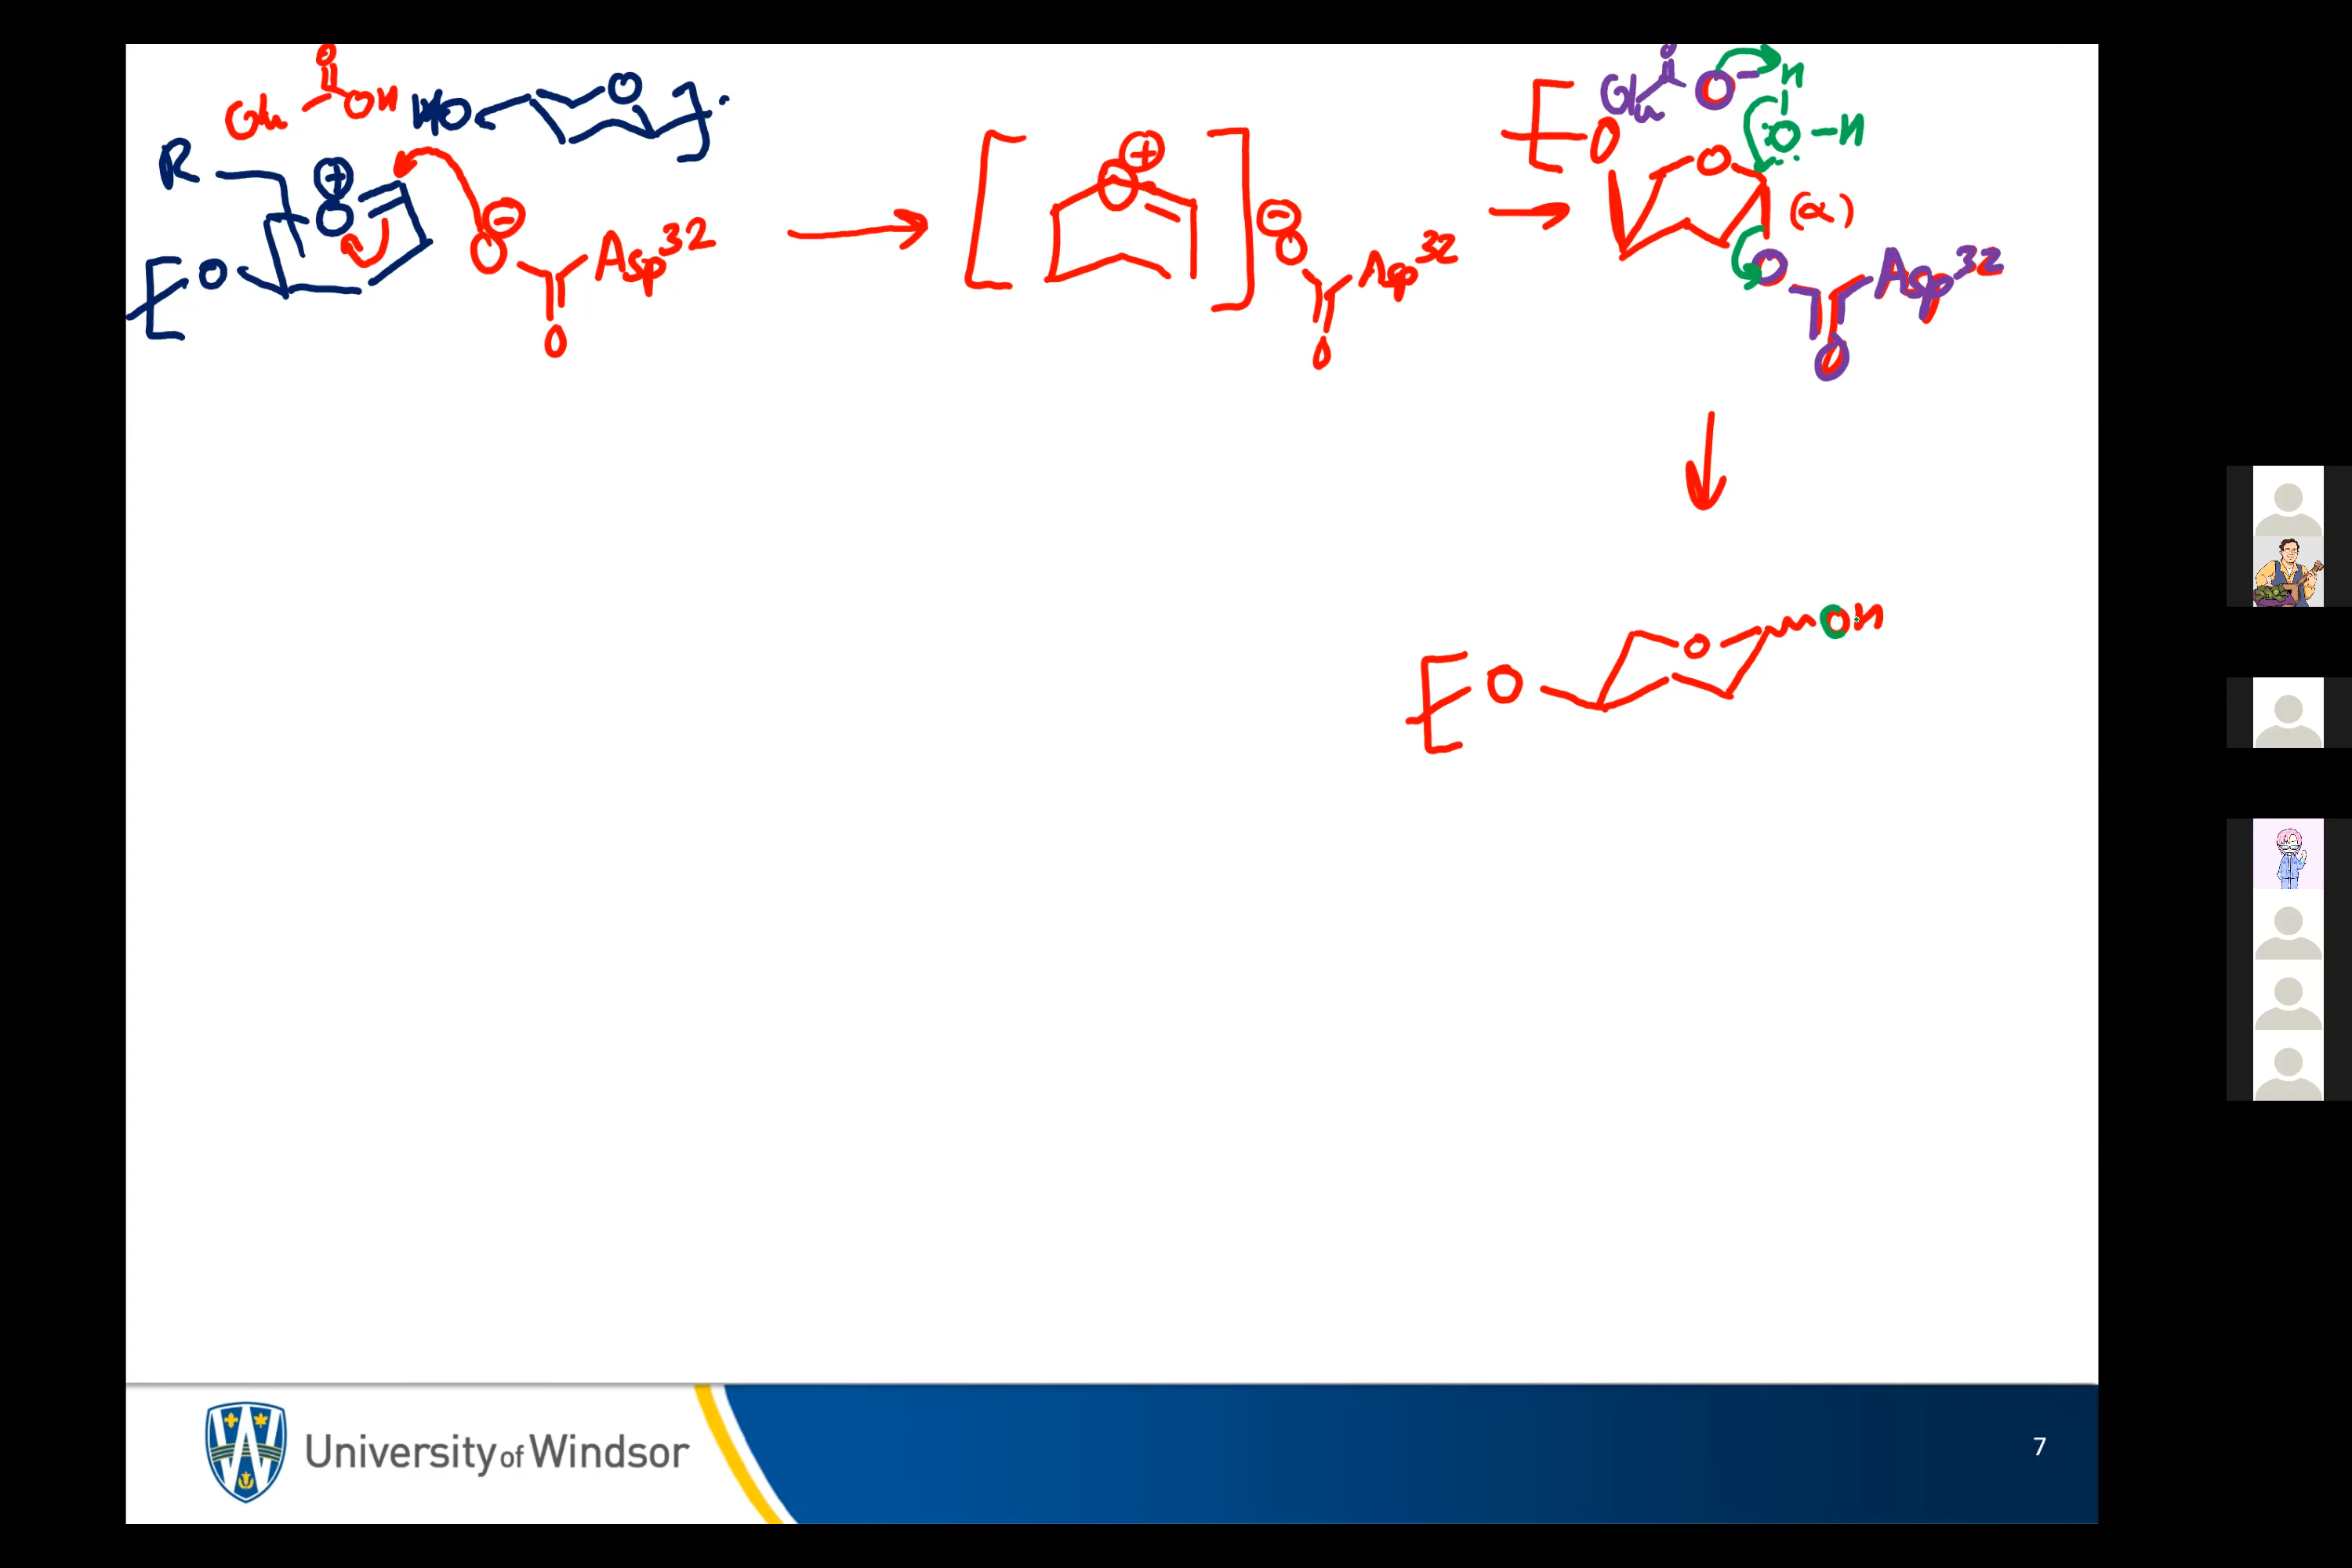 O
Glu OH HO O
R
⊕
O
O
⊖
O
Asp32
O
⊕
O
⊖
O
Asp32
O
O
Glu O- H
O
O-H
O
(α)
O
Asp32
O
O
O
OH
University of Windsor
7